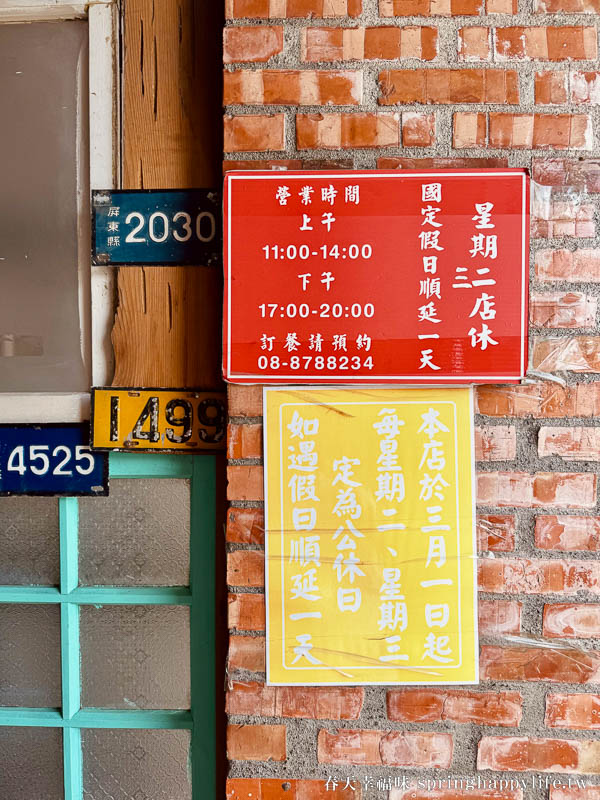 屏東縣 2030
營業時間
上午
11:00-14:00
下午
17:00-20:00
訂餐請預約
08-8788234
星期二三店休
國定假日順延一天
1499
4525
本店於三月一日起
每星期二、星期三
定為公休日
如遇假日順延一天
春天幸福味 springhappylife.tw